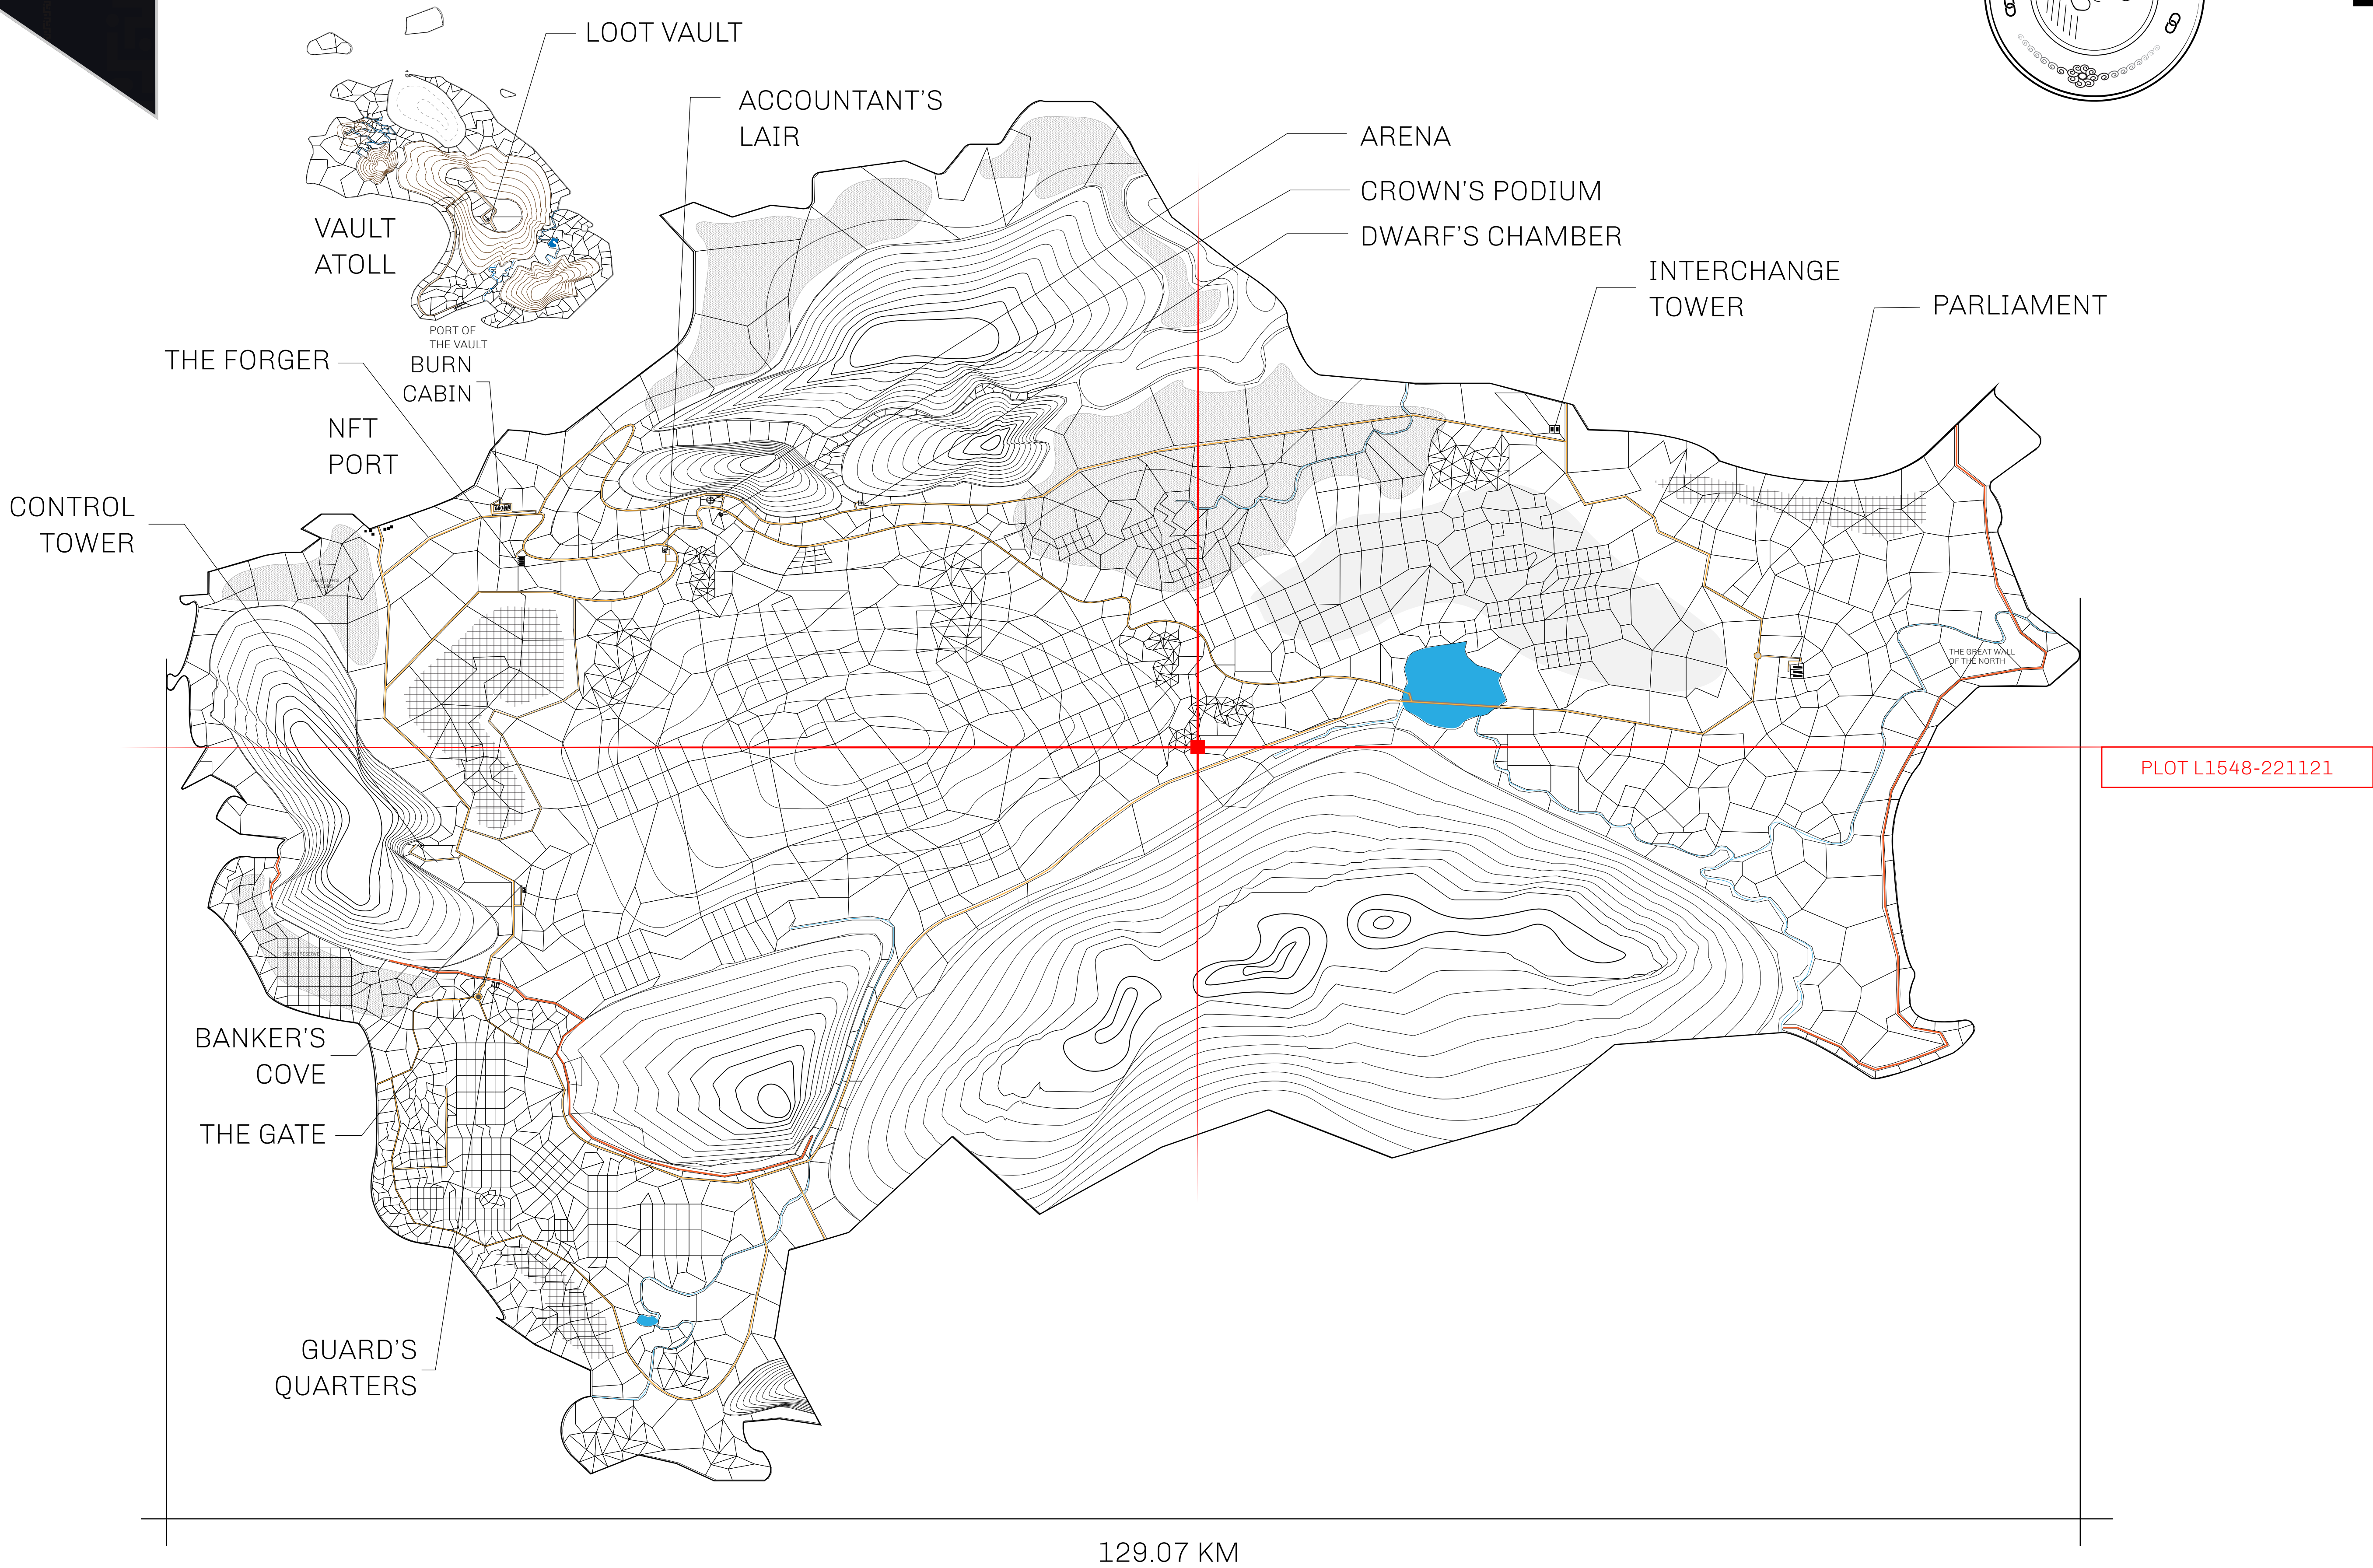 LOOT VAULT
ACCOUNTANT'S
LAIR
ARENA
CROWN'S PODIUM
DWARF'S CHAMBER
INTERCHANGE
TOWER
PARLIAMENT
VAULT
ATOLL
PORT OF
THE VAULT
THE FORGER
BURN
CABIN
NFT
PORT
CONTROL
TOWER
THE GREAT WALL
OF THE NORTH
PLOT L1548-221121
SOUTH RESERVE
BANKER'S
COVE
THE GATE
GUARD'S
QUARTERS
129.07 KM